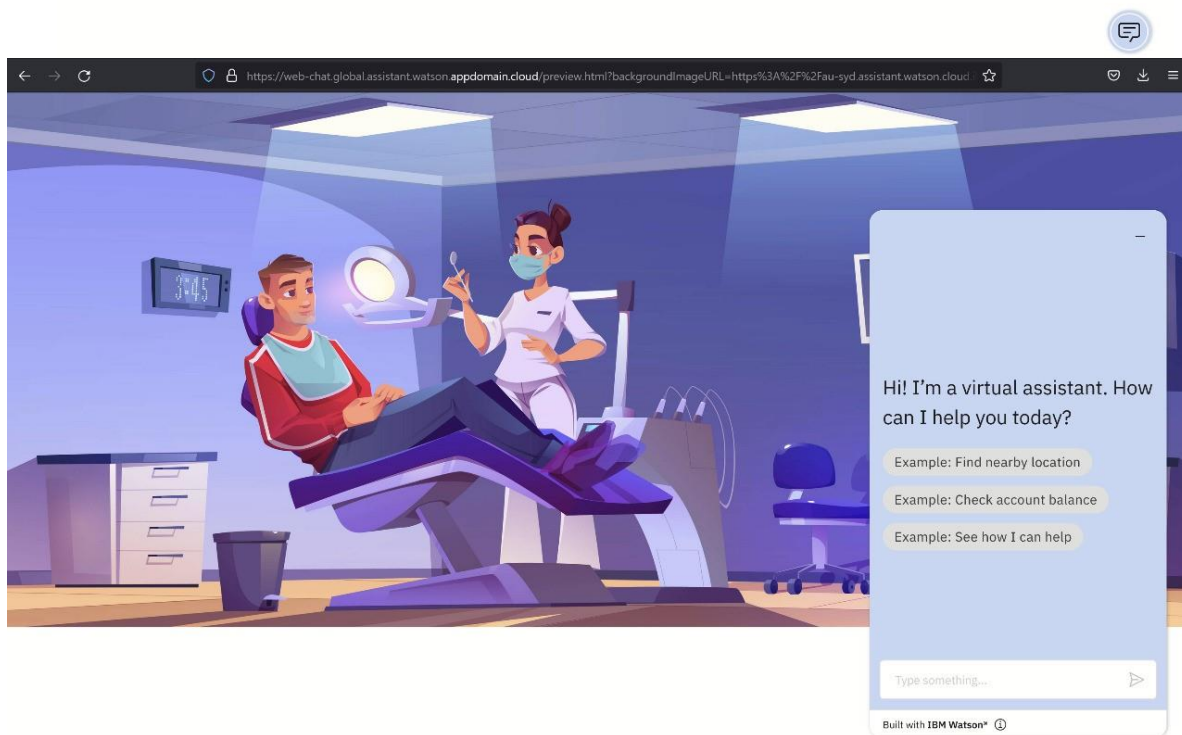 https://web-chat.global.assistant.watson.appdomain.cloud/preview.html?backgroundImageURL=https%3A%2F%2Fau-syd.assistant.watson.cloud.
3:45
Hi! I'm a virtual assistant. How
can I help you today?
Example: Find nearby location
Example: Check account balance
Example: See how I can help
Type something...
Built with IBM Watson®